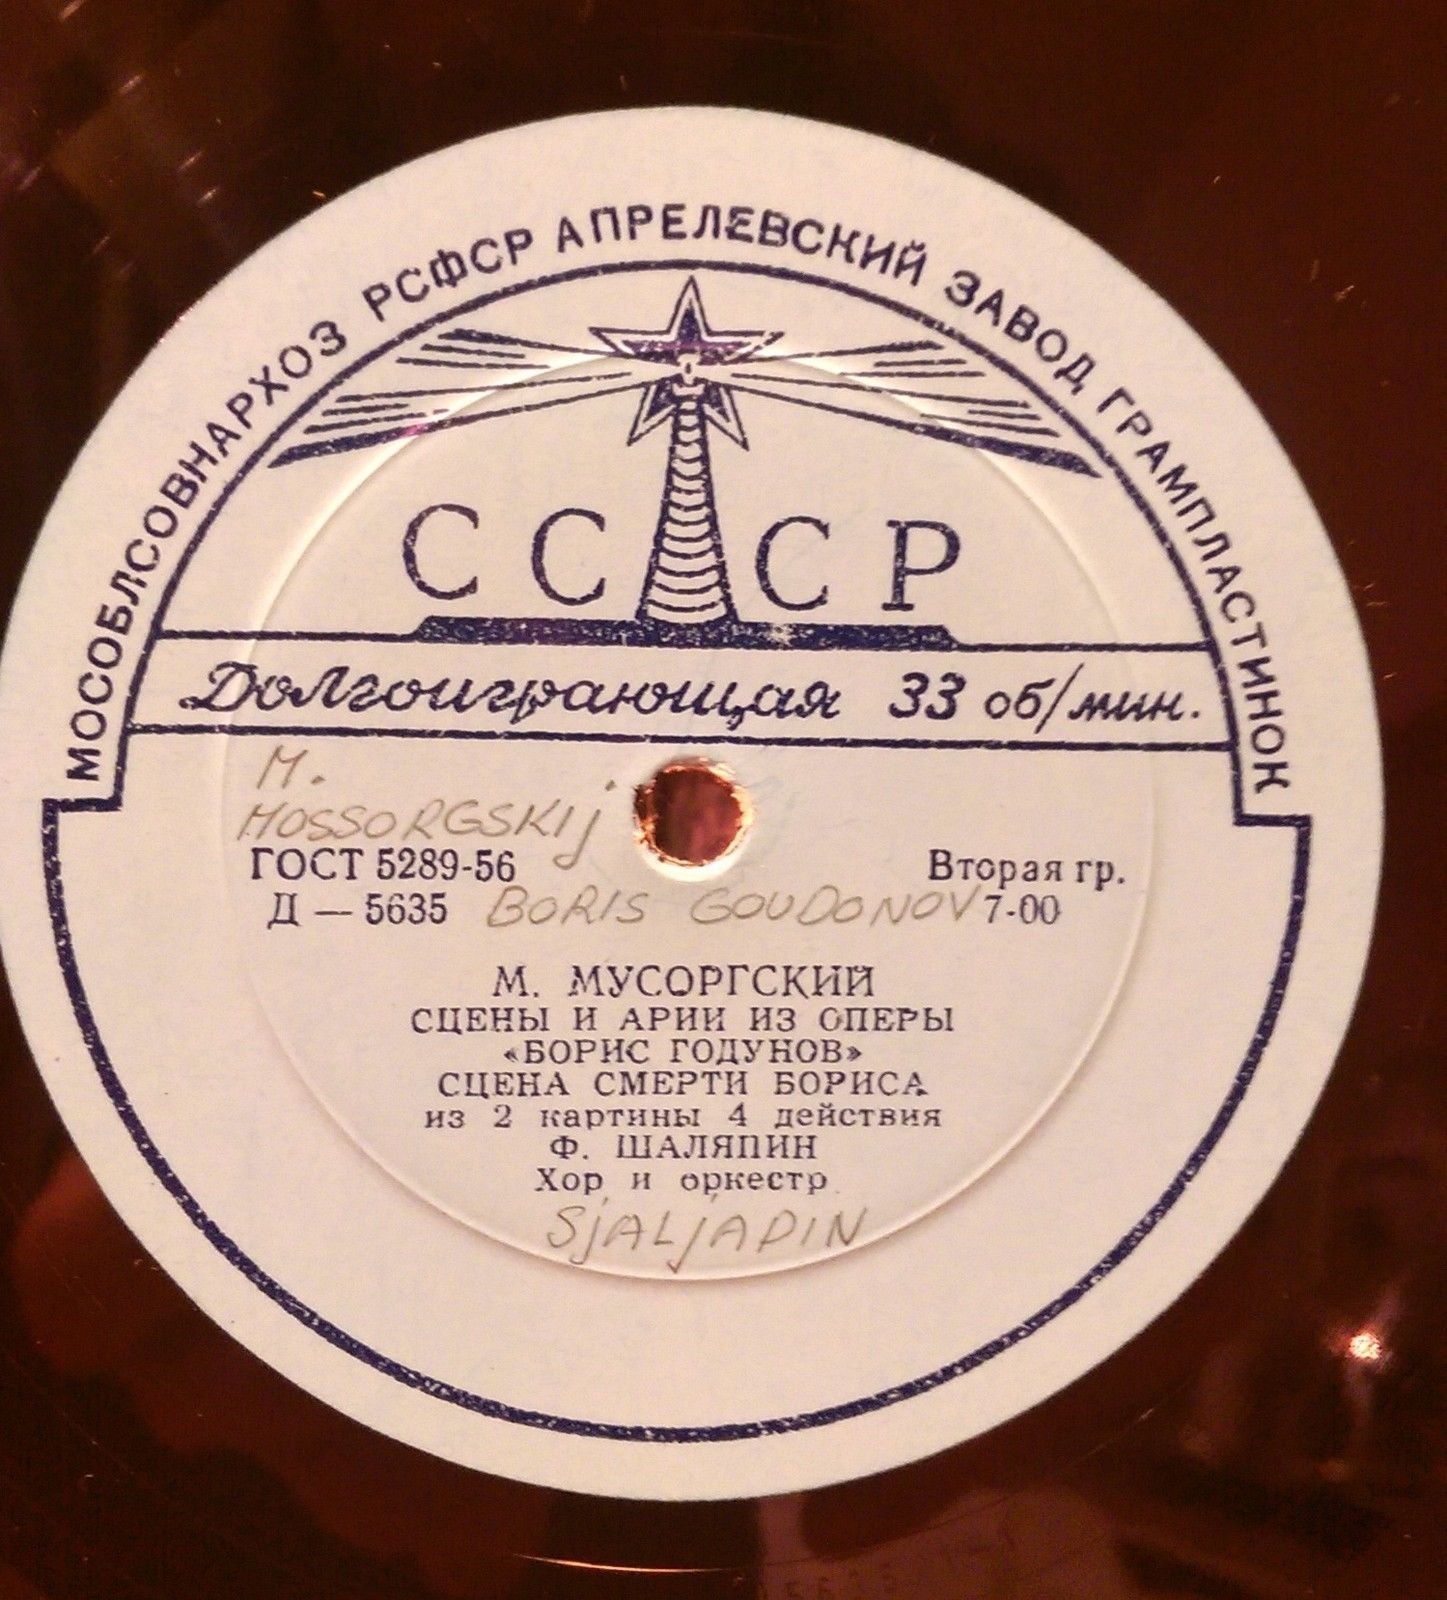 МОСОБЛСОВНАРХОЗ РСФСР АПРЕЛЕВСКИЙ ЗАВОД ГРАМПЛАСТИНОК
СССР
Долгоиграющая 33 об/мин.
M.
MOSSORGSKIJ
ГОСТ 5289-56 Вторая гр.
Д — 5635 BORIS GOUDONOV 7-00
М. МУСОРГСКИЙ
СЦЕНЫ И АРИИ ИЗ ОПЕРЫ
«БОРИС ГОДУНОВ»
СЦЕНА СМЕРТИ БОРИСА
из 2 картины 4 действия
Ф. ШАЛЯПИН
Хор и оркестр
SjALjAPIN